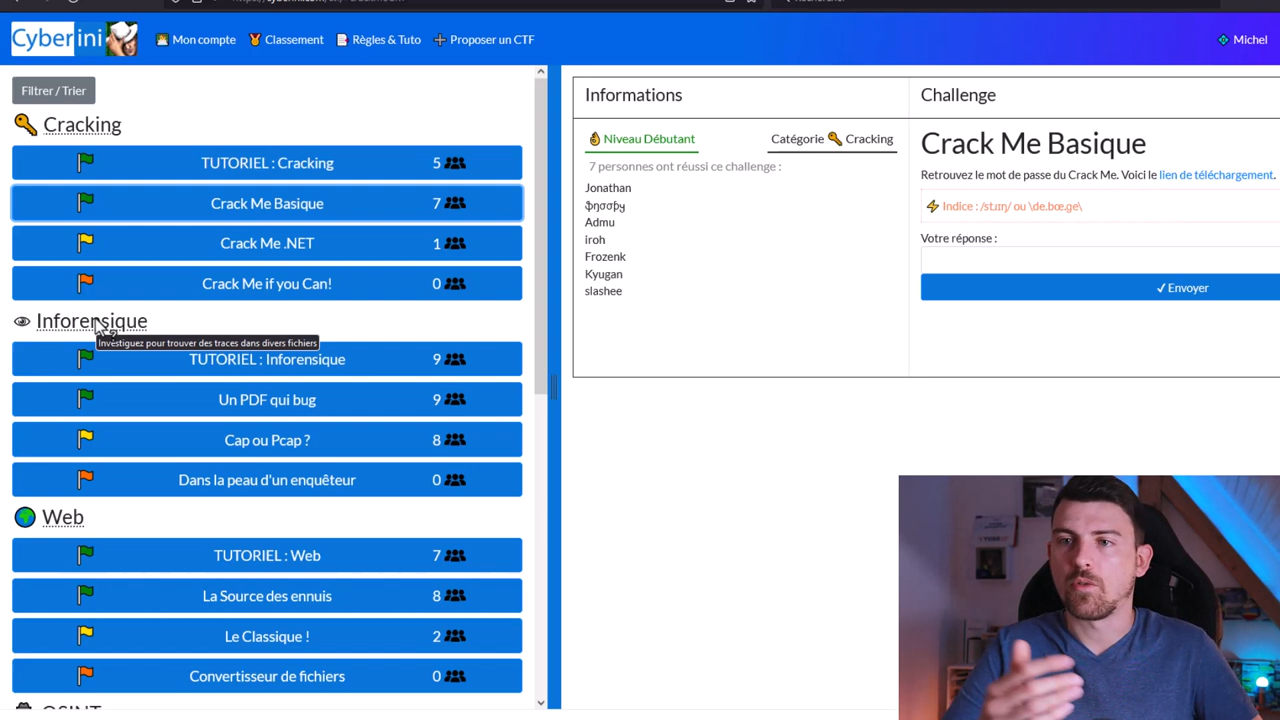 Cyberini
Mon compte
Classement
Règles & Tuto
Proposer un CTF
Michel
Filtrer / Trier
Cracking
TUTORIEL : Cracking 5
Crack Me Basique 7
Crack Me .NET 1
Crack Me if you Can! 0
Inforensique
Investiguez pour trouver des traces dans divers fichiers
TUTORIEL : Inforensique 9
Un PDF qui bug 9
Cap ou Pcap ? 8
Dans la peau d'un enquêteur 0
Web
TUTORIEL : Web 7
La Source des ennuis 8
Le Classique ! 2
Convertisseur de fichiers 0
Informations
Niveau Débutant
Catégorie Cracking
7 personnes ont réussi ce challenge :
Jonathan
Admu
iroh
Frozenk
Kyugan
slashee
Challenge
Crack Me Basique
Retrouvez le mot de passe du Crack Me. Voici le lien de téléchargement.
Indice : /st.ɪŋ/ ou \de.bœ.ɡe\
Votre réponse :
Envoyer